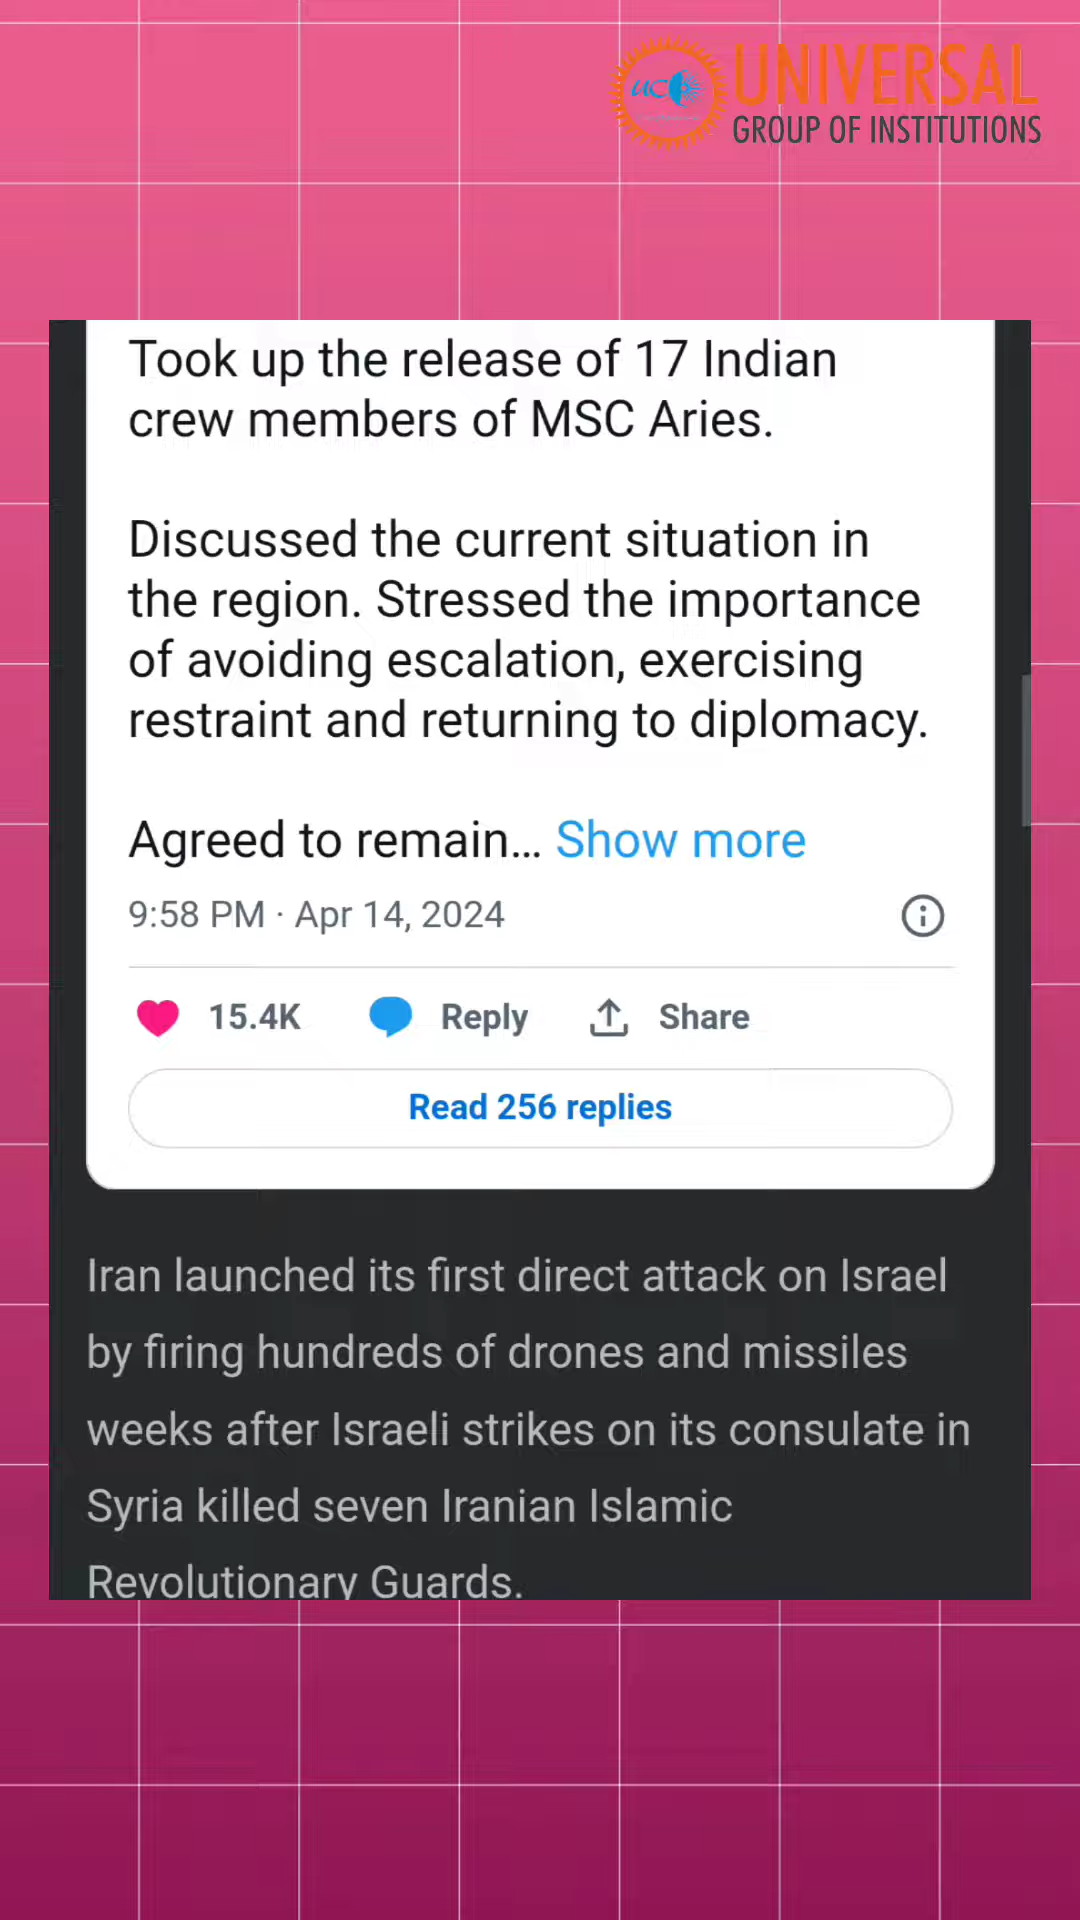 UC
UNIVERSAL
GROUP OF INSTITUTIONS
Took up the release of 17 Indian
crew members of MSC Aries.
Discussed the current situation in
the region. Stressed the importance
of avoiding escalation, exercising
restraint and returning to diplomacy.
Agreed to remain... Show more
9:58 PM · Apr 14, 2024
15.4K Reply Share
Read 256 replies
Iran launched its first direct attack on Israel
by firing hundreds of drones and missiles
weeks after Israeli strikes on its consulate in
Syria killed seven Iranian Islamic
Revolutionary Guards.